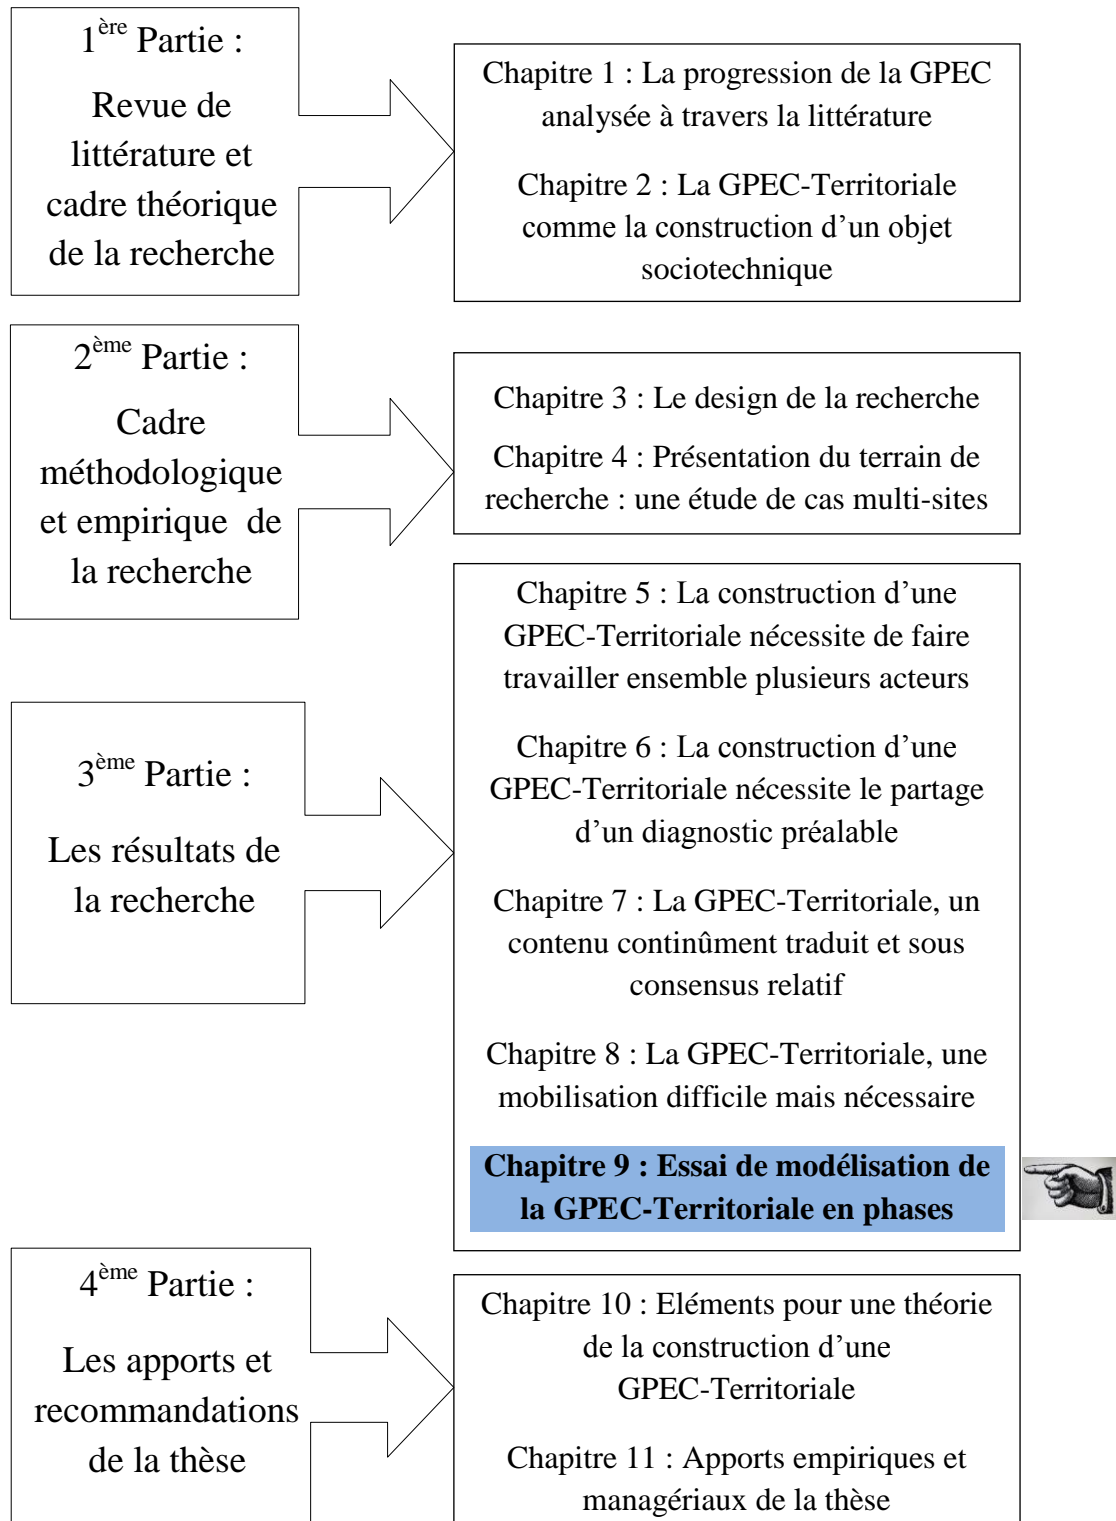 1ère Partie :
Revue de
littérature et
cadre théorique
de la recherche
Chapitre 1 : La progression de la GPEC
analysée à travers la littérature
Chapitre 2 : La GPEC-Territoriale
comme la construction d’un objet
sociotechnique
2ème Partie :
Cadre
méthodologique
et empirique de
la recherche
Chapitre 3 : Le design de la recherche
Chapitre 4 : Présentation du terrain de
recherche : une étude de cas multi-sites
3ème Partie :
Les résultats de
la recherche
Chapitre 5 : La construction d’une
GPEC-Territoriale nécessite de faire
travailler ensemble plusieurs acteurs
Chapitre 6 : La construction d’une
GPEC-Territoriale nécessite le partage
d’un diagnostic préalable
Chapitre 7 : La GPEC-Territoriale, un
contenu continûment traduit et sous
consensus relatif
Chapitre 8 : La GPEC-Territoriale, une
mobilisation difficile mais nécessaire
Chapitre 9 : Essai de modélisation de
la GPEC-Territoriale en phases
4ème Partie :
Les apports et
recommandations
de la thèse
Chapitre 10 : Eléments pour une théorie
de la construction d’une
GPEC-Territoriale
Chapitre 11 : Apports empiriques et
managériaux de la thèse